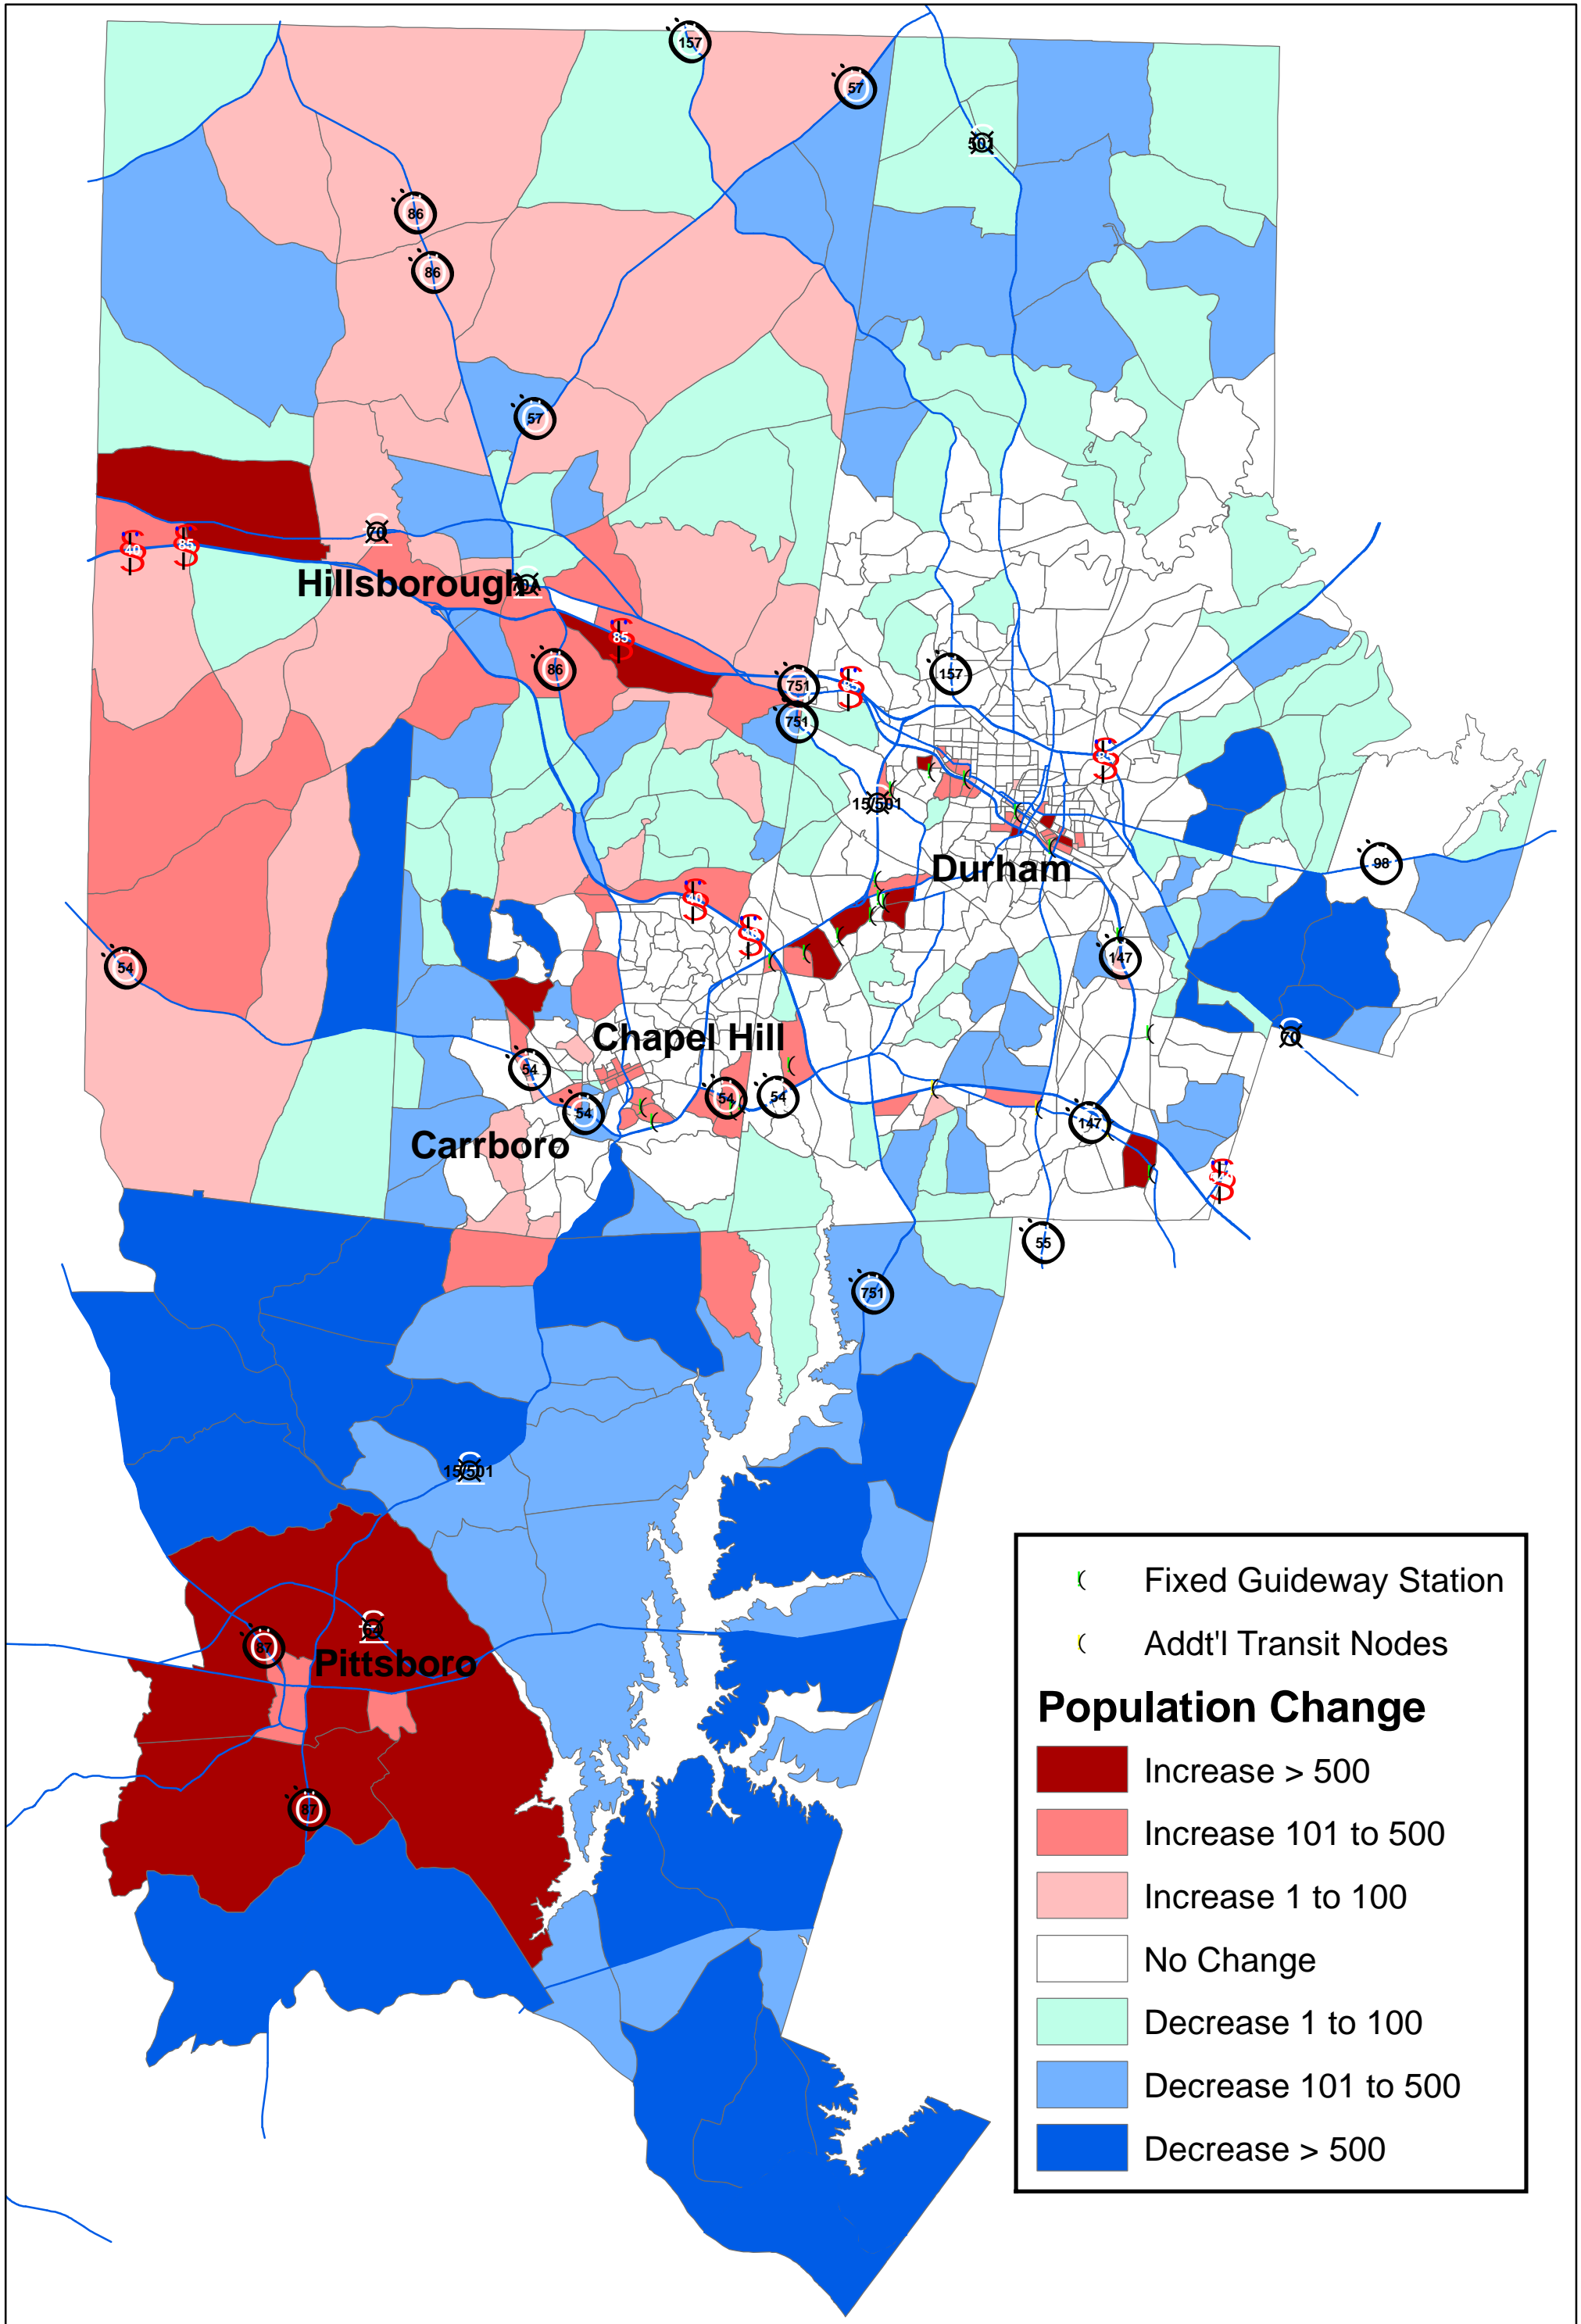 157
57
501
86
86
57
70
40
85
Hillsborough
85
86
751
157
751
15/501
Durham
98
54
147
70
Chapel Hill
54
54
54
54
147
Carrboro
55
751
15/501
87
Pittsboro
87
Fixed Guideway Station
Addt'l Transit Nodes
Population Change
Increase > 500
Increase 101 to 500
Increase 1 to 100
No Change
Decrease 1 to 100
Decrease 101 to 500
Decrease > 500